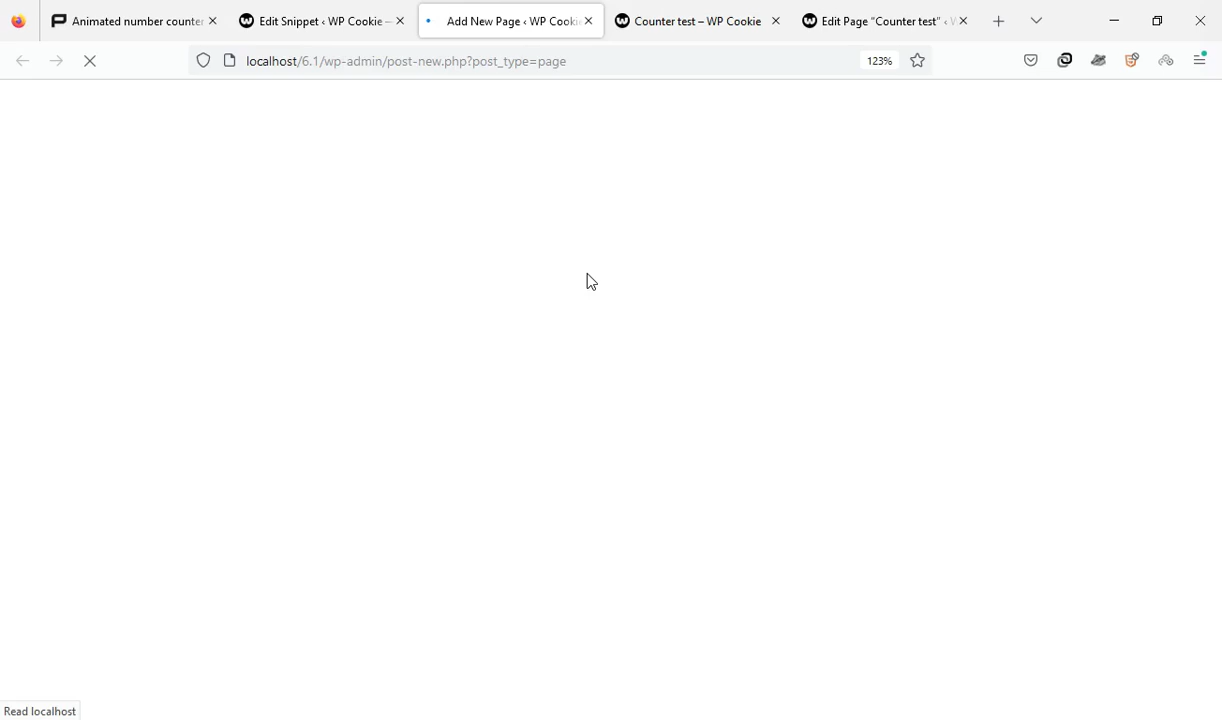 Animated number counter
Edit Snippet ‹ WP Cookie —
Add New Page ‹ WP Cooki
Counter test – WP Cookie
Edit Page “Counter test” ‹ W
localhost/6.1/wp-admin/post-new.php?post_type=page
123%
Read localhost